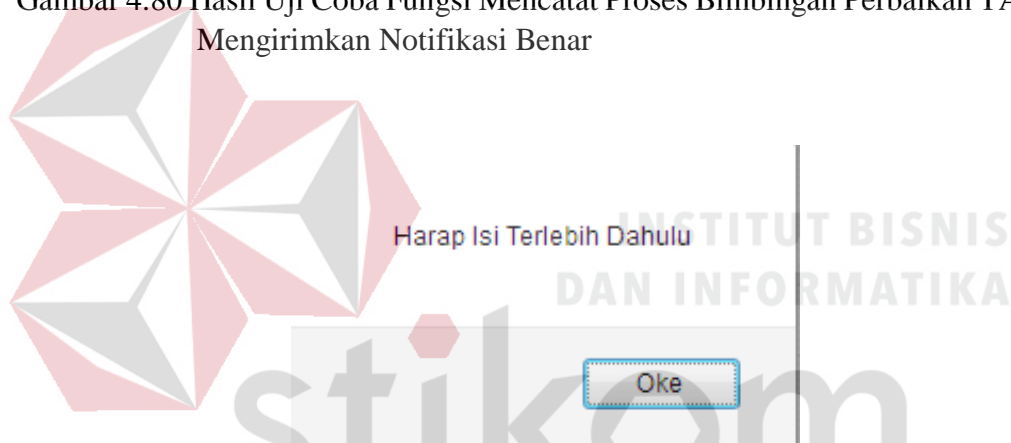 Gambar 4.80 Hasil Uji Coba Fungsi Mencatat Proses Bimbingan Perbaikan TA
Mengirimkan Notifikasi Benar
Harap Isi Terlebih Dahulu
INSTITUT BISNIS
DAN INFORMATIKA
Oke
stikom